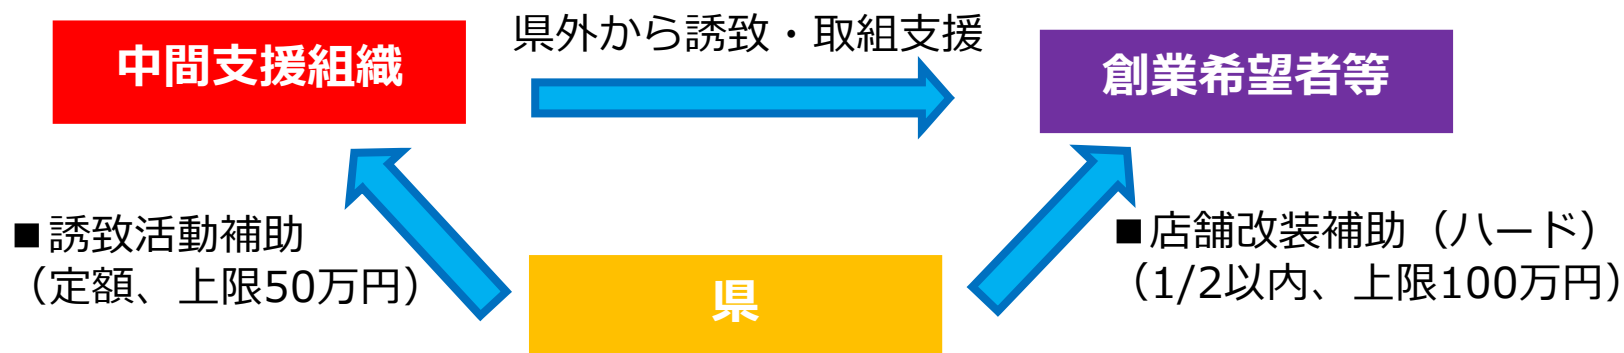 県外から誘致・取組支援
中間支援組織
創業希望者等
■誘致活動補助
（定額、上限50万円）
■店舗改装補助（ハード）
（1/2以内、上限100万円）
県